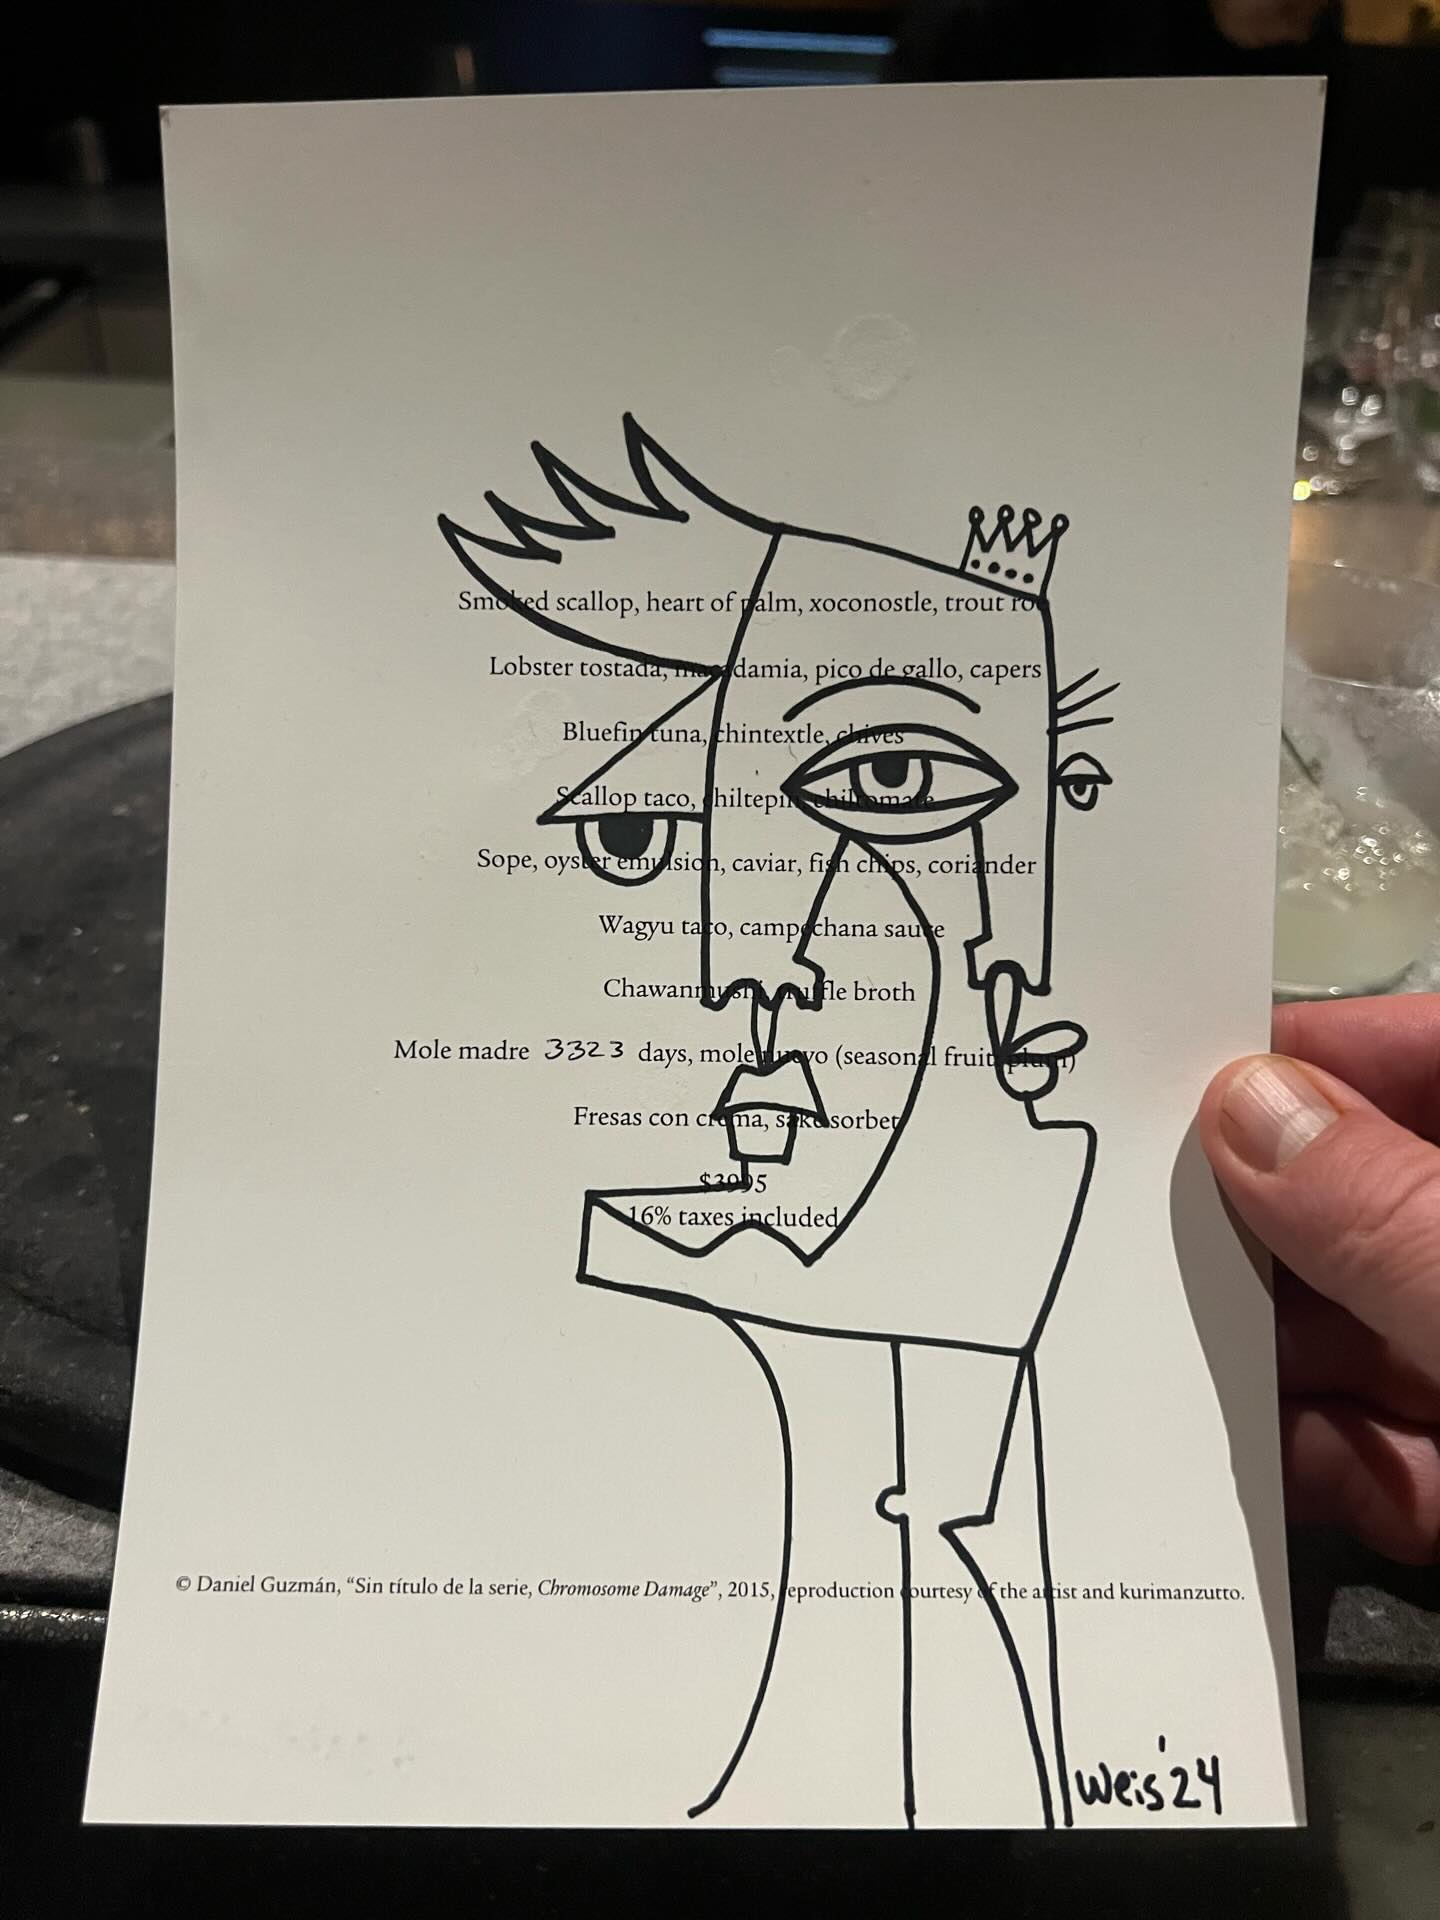 Smoked scallop, heart of palm, xoconostle, trout roe
Lobster tostada, macadamia, pico de gallo, capers
Bluefin tuna, chintextle, chives
Scallop taco, chiltepin, chiltomate
Sope, oyster emulsion, caviar, fish chips, coriander
Wagyu taco, campechana sauce
Chawanmushi, truffle broth
Mole madre 3323 days, mole nuevo (seasonal fruit, plum)
Fresas con crema, sake sorbet
$3995
16% taxes included
© Daniel Guzmán, “Sin título de la serie, Chromosome Damage”, 2015, reproduction courtesy of the artist and kurimanzutto.
Weis '24